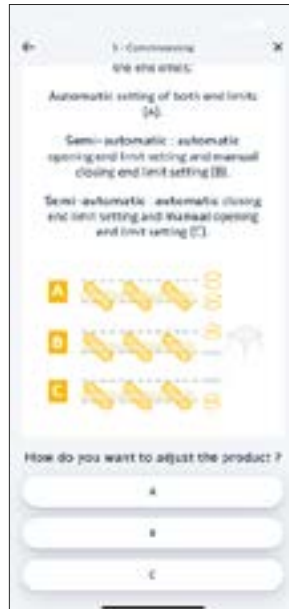 5 - Commissioning
the end limits:
Automatic setting of both end limits
(A).
Semi-automatic : automatic
opening end limit setting and manual
closing end limit setting (B).
Semi-automatic : automatic closing
end limit setting and manual opening
end limit setting (C).
A
B
C
How do you want to adjust the product ?
A
B
C